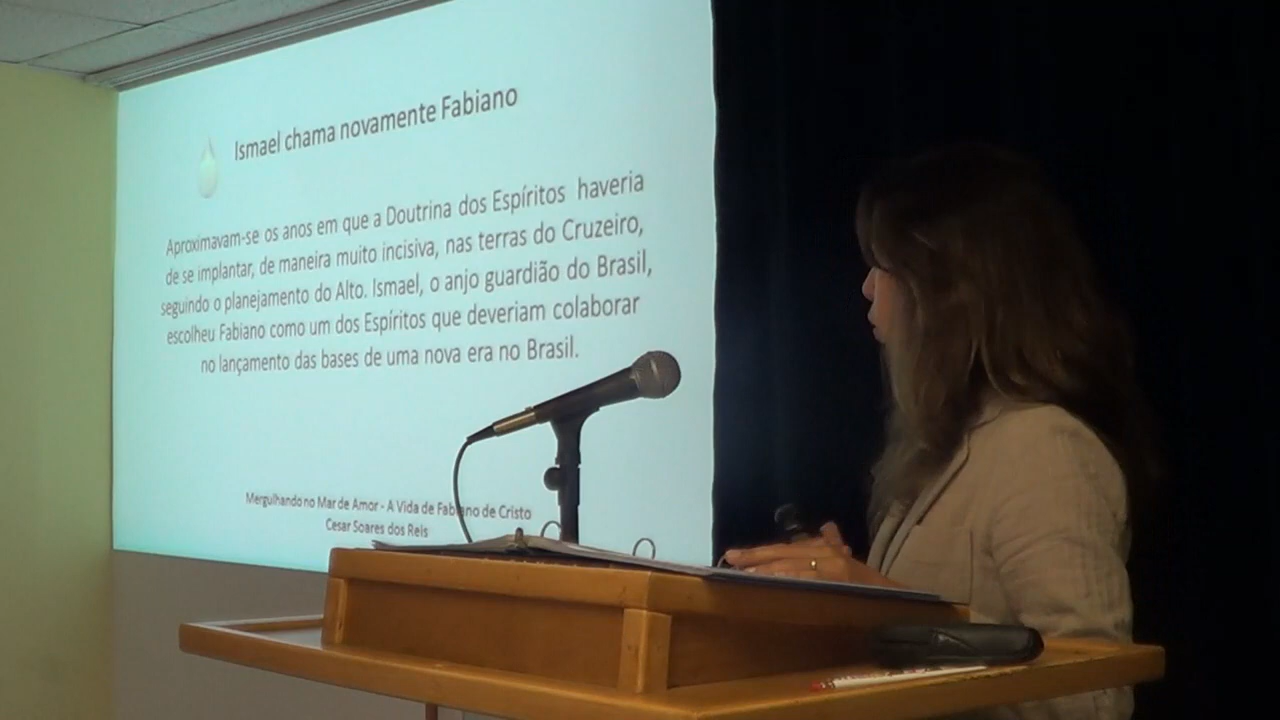 Ismael chama novamente Fabiano
Aproximavam-se os anos em que a Doutrina dos Espíritos haveria
de se implantar, de maneira muito incisiva, nas terras do Cruzeiro,
seguindo o planejamento do Alto. Ismael, o anjo guardião do Brasil,
escolheu Fabiano como um dos Espíritos que deveriam colaborar
no lançamento das bases de uma nova era no Brasil.
Mergulhando no Mar de Amor - A Vida de Fabiano de Cristo
Cesar Soares dos Reis